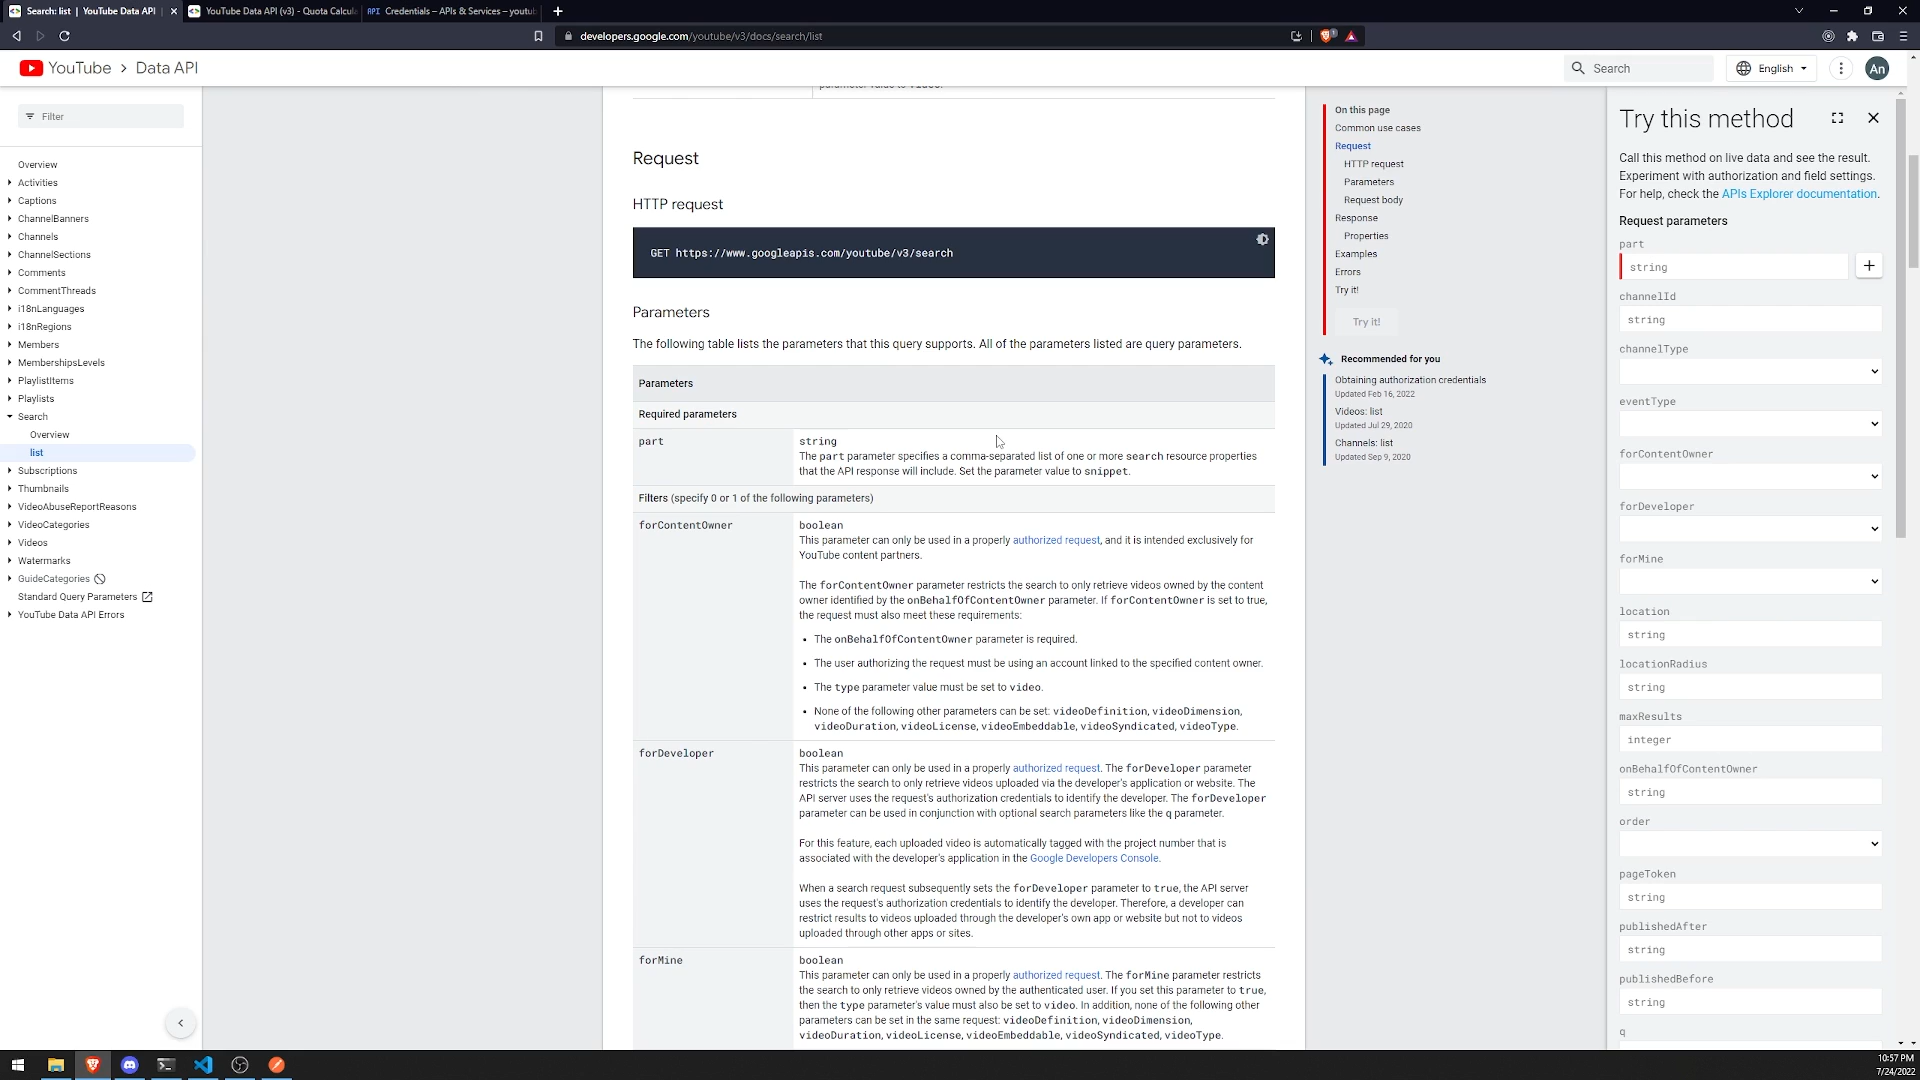 Search: list | YouTube Data API
YouTube Data API (v3) - Quota Calcula
API Credentials – APIs & Services – youtub
developers.google.com/youtube/v3/docs/search/list
1
YouTube > Data API
Search
English
An
Filter
Overview
Activities
Captions
ChannelBanners
Channels
ChannelSections
Comments
CommentThreads
i18nLanguages
i18nRegions
Members
MembershipsLevels
PlaylistItems
Playlists
Search
Overview
list
Subscriptions
Thumbnails
VideoAbuseReportReasons
VideoCategories
Videos
Watermarks
GuideCategories
Standard Query Parameters
YouTube Data API Errors
parameter value to video.
Request
HTTP request
GET https://www.googleapis.com/youtube/v3/search
Parameters
The following table lists the parameters that this query supports. All of the parameters listed are query parameters.
Parameters
Required parameters
part
string
The part parameter specifies a comma-separated list of one or more search resource properties
that the API response will include. Set the parameter value to snippet.
Filters (specify 0 or 1 of the following parameters)
forContentOwner
boolean
This parameter can only be used in a properly authorized request, and it is intended exclusively for
YouTube content partners.
The forContentOwner parameter restricts the search to only retrieve videos owned by the content
owner identified by the onBehalfOfContentOwner parameter. If forContentOwner is set to true,
the request must also meet these requirements:
• The onBehalfOfContentOwner parameter is required.
• The user authorizing the request must be using an account linked to the specified content owner.
• The type parameter value must be set to video.
• None of the following other parameters can be set: videoDefinition, videoDimension,
videoDuration, videoLicense, videoEmbeddable, videoSyndicated, videoType.
forDeveloper
boolean
This parameter can only be used in a properly authorized request. The forDeveloper parameter
restricts the search to only retrieve videos uploaded via the developer's application or website. The
API server uses the request's authorization credentials to identify the developer. The forDeveloper
parameter can be used in conjunction with optional search parameters like the q parameter.
For this feature, each uploaded video is automatically tagged with the project number that is
associated with the developer's application in the Google Developers Console.
When a search request subsequently sets the forDeveloper parameter to true, the API server
uses the request's authorization credentials to identify the developer. Therefore, a developer can
restrict results to videos uploaded through the developer's own app or website but not to videos
uploaded through other apps or sites.
forMine
boolean
This parameter can only be used in a properly authorized request. The forMine parameter restricts
the search to only retrieve videos owned by the authenticated user. If you set this parameter to true,
then the type parameter's value must also be set to video. In addition, none of the following other
parameters can be set in the same request: videoDefinition, videoDimension,
videoDuration, videoLicense, videoEmbeddable, videoSyndicated, videoType.
On this page
Common use cases
Request
HTTP request
Parameters
Request body
Response
Properties
Examples
Errors
Try it!
Try it!
Recommended for you
Obtaining authorization credentials
Updated Feb 16, 2022
Videos: list
Updated Jul 29, 2020
Channels: list
Updated Sep 9, 2020
Try this method
Call this method on live data and see the result.
Experiment with authorization and field settings.
For help, check the APIs Explorer documentation.
Request parameters
part
string
channelId
string
channelType
eventType
forContentOwner
forDeveloper
forMine
location
string
locationRadius
string
maxResults
integer
onBehalfOfContentOwner
string
order
pageToken
string
publishedAfter
string
publishedBefore
string
q
10:57 PM
7/24/2022